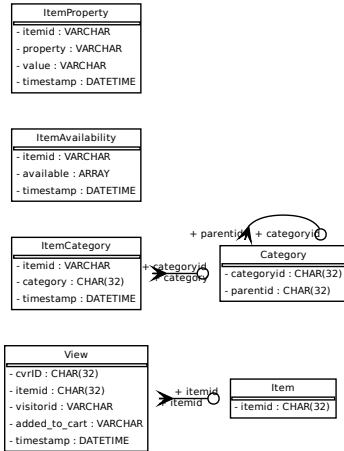 ItemProperty
- itemid : VARCHAR
- property : VARCHAR
- value : VARCHAR
- timestamp : DATETIME
ItemAvailability
- itemid : VARCHAR
- available : ARRAY
- timestamp : DATETIME
+ parentid + categoryid
ItemCategory
- itemid : VARCHAR
- category : CHAR(32)
- timestamp : DATETIME
+ categoryid
+ category
Category
- categoryid : CHAR(32)
- parentid : CHAR(32)
View
- cvrID : CHAR(32)
- itemid : CHAR(32)
- visitorid : VARCHAR
- added_to_cart : VARCHAR
- timestamp : DATETIME
+ itemid
+ itemid
Item
- itemid : CHAR(32)